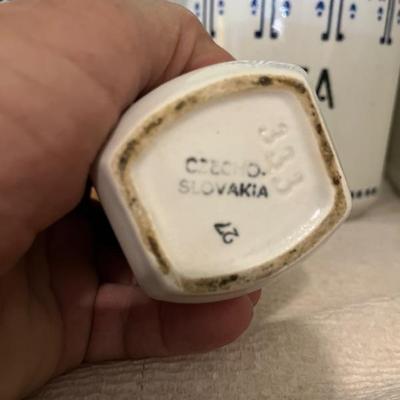 CZECHO-
SLOVAKIA
27
333